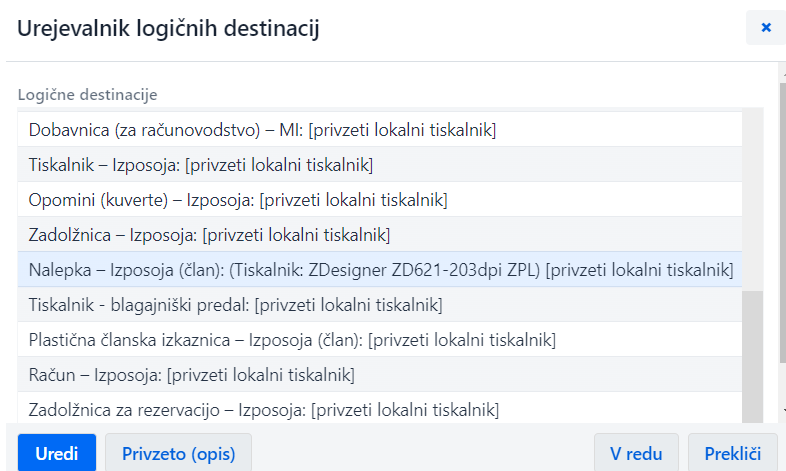 Urejevalnik logičnih destinacij
×
Logične destinacije
Dobavnica (za računovodstvo) – MI: [privzeti lokalni tiskalnik]
Tiskalnik – Izposoja: [privzeti lokalni tiskalnik]
Opomini (kuverte) – Izposoja: [privzeti lokalni tiskalnik]
Zadolžnica – Izposoja: [privzeti lokalni tiskalnik]
Nalepka – Izposoja (član): (Tiskalnik: ZDesigner ZD621-203dpi ZPL) [privzeti lokalni tiskalnik]
Tiskalnik - blagajniški predal: [privzeti lokalni tiskalnik]
Plastična članska izkaznica – Izposoja (član): [privzeti lokalni tiskalnik]
Račun – Izposoja: [privzeti lokalni tiskalnik]
Zadolžnica za rezervacijo – Izposoja: [privzeti lokalni tiskalnik]
Uredi Privzeto (opis) V redu Prekliči